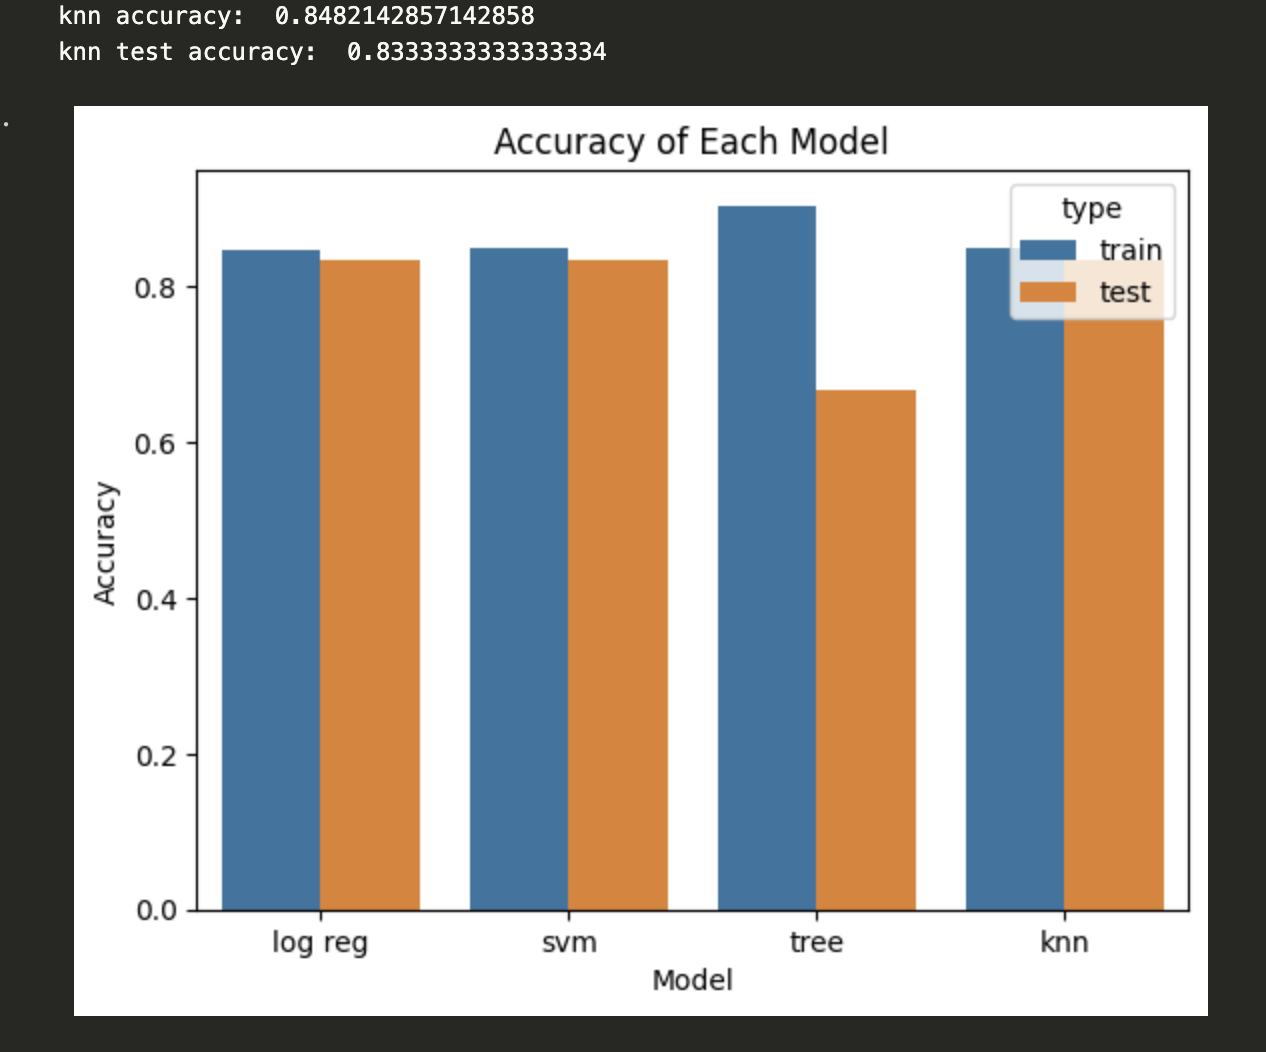 knn accuracy:  0.8482142857142858
knn test accuracy:  0.8333333333333334
Accuracy of Each Model
type
train
test
0.8
0.6
0.4
0.2
0.0
Accuracy
log reg
svm
tree
knn
Model